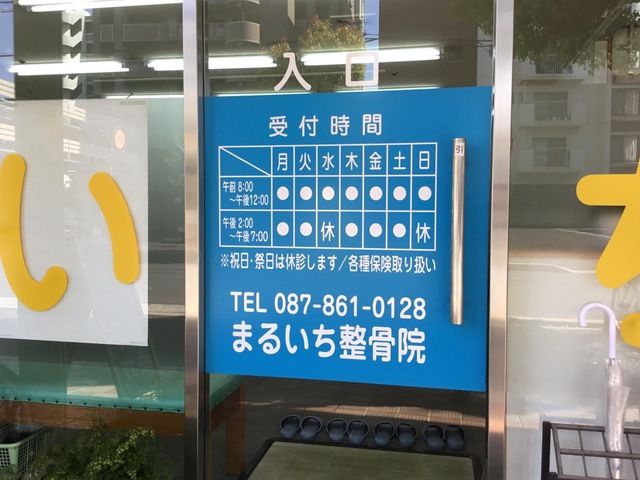 入口
受付時間
月 火 水 木 金 土 日
午前 8:00 ～午後12:00 ● ● ● ● ● ● ●
午後 2:00 ～午後 7:00 ● ● 休 ● ● ● 休
※祝日・祭日は休診します/各種保険取り扱い
TEL 087-861-0128
まるいち整骨院
引
い